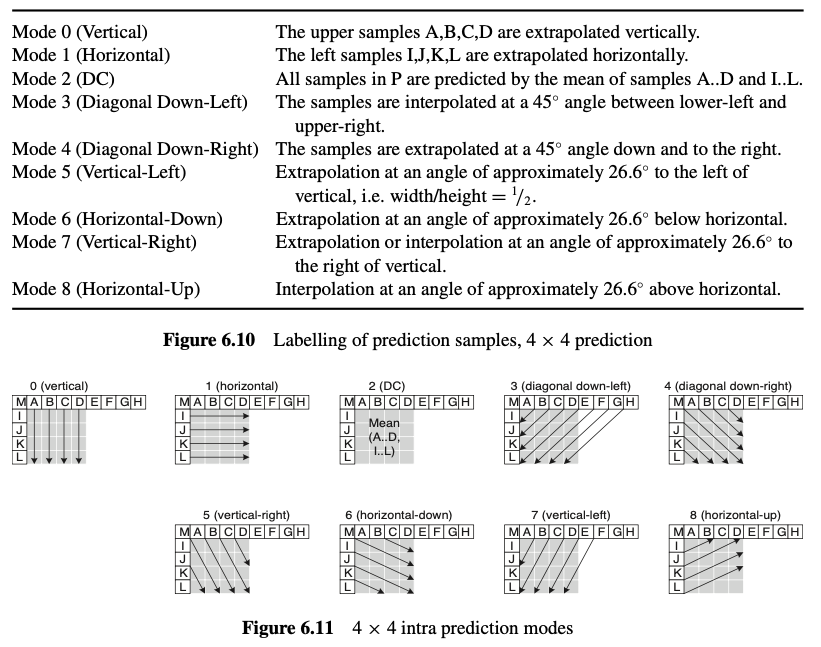 Mode 0 (Vertical) The upper samples A,B,C,D are extrapolated vertically.
Mode 1 (Horizontal) The left samples I,J,K,L are extrapolated horizontally.
Mode 2 (DC) All samples in P are predicted by the mean of samples A..D and I..L.
Mode 3 (Diagonal Down-Left) The samples are interpolated at a 45° angle between lower-left and
upper-right.
Mode 4 (Diagonal Down-Right) The samples are extrapolated at a 45° angle down and to the right.
Mode 5 (Vertical-Left) Extrapolation at an angle of approximately 26.6° to the left of
vertical, i.e. width/height = 1/2.
Mode 6 (Horizontal-Down) Extrapolation at an angle of approximately 26.6° below horizontal.
Mode 7 (Vertical-Right) Extrapolation or interpolation at an angle of approximately 26.6° to
the right of vertical.
Mode 8 (Horizontal-Up) Interpolation at an angle of approximately 26.6° above horizontal.
Figure 6.10 Labelling of prediction samples, 4 × 4 prediction
0 (vertical)
M A B C D E F G H
I
J
K
L
1 (horizontal)
M A B C D E F G H
I
J
K
L
2 (DC)
M A B C D E F G H
I
J
K
L
Mean
(A..D,
I..L)
3 (diagonal down-left)
M A B C D E F G H
I
J
K
L
4 (diagonal down-right)
M A B C D E F G H
I
J
K
L
5 (vertical-right)
M A B C D E F G H
I
J
K
L
6 (horizontal-down)
M A B C D E F G H
I
J
K
L
7 (vertical-left)
M A B C D E F G H
I
J
K
L
8 (horizontal-up)
M A B C D E F G H
I
J
K
L
Figure 6.11 4 × 4 intra prediction modes